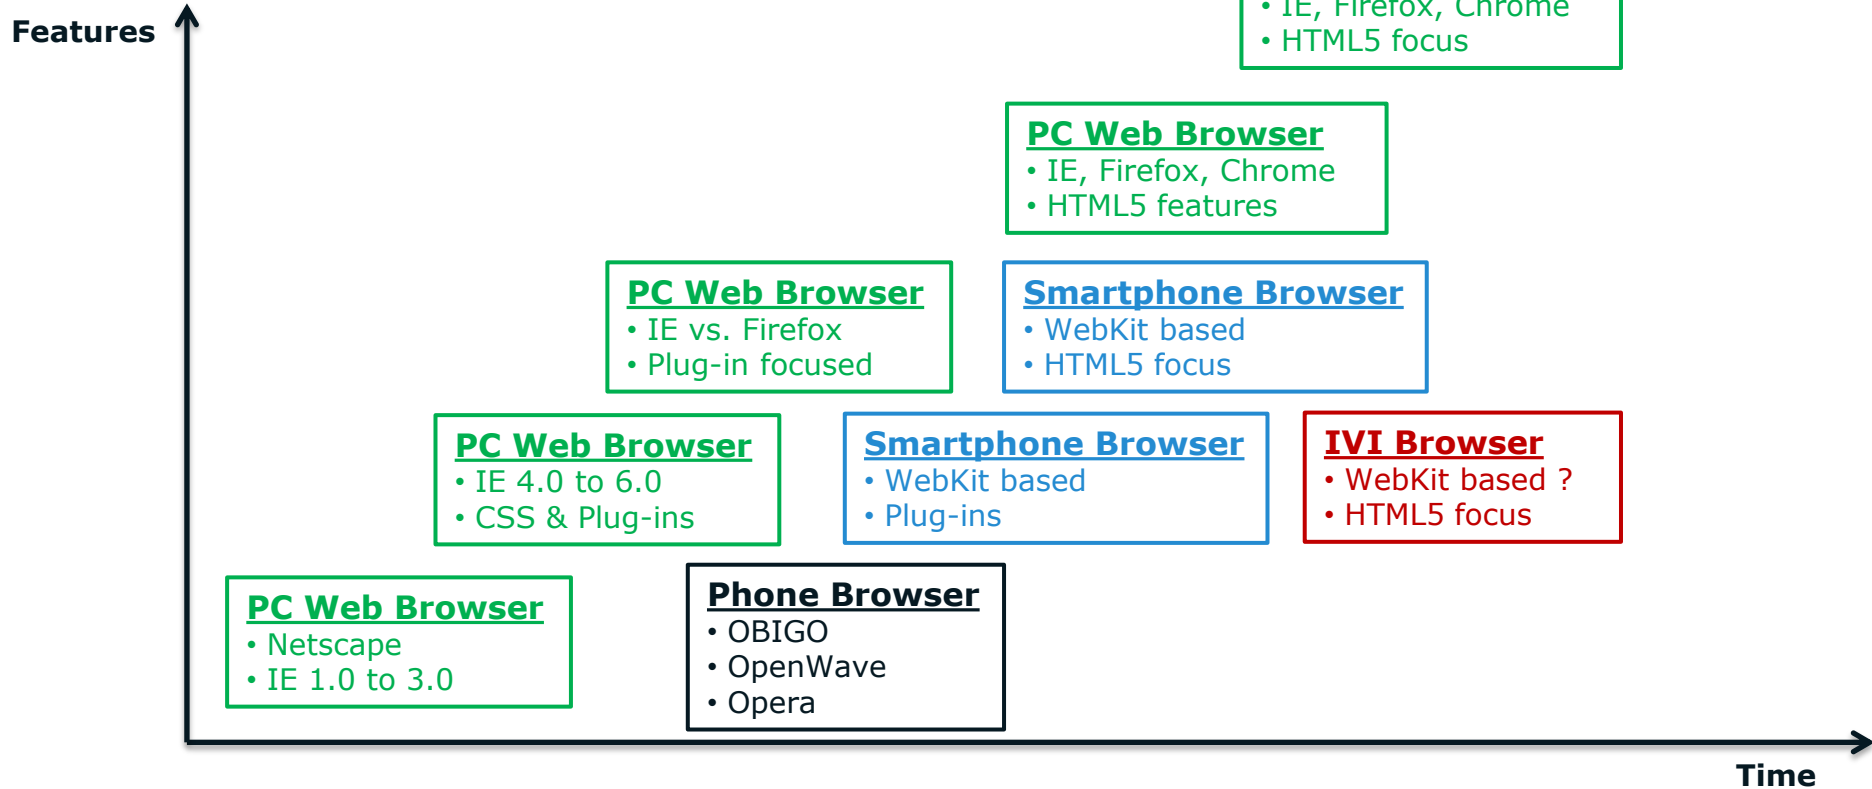 Features
• IE, Firefox, Chrome
• HTML5 focus
PC Web Browser
• IE, Firefox, Chrome
• HTML5 features
PC Web Browser
• IE vs. Firefox
• Plug-in focused
Smartphone Browser
• WebKit based
• HTML5 focus
PC Web Browser
• IE 4.0 to 6.0
• CSS & Plug-ins
Smartphone Browser
• WebKit based
• Plug-ins
IVI Browser
• WebKit based ?
• HTML5 focus
PC Web Browser
• Netscape
• IE 1.0 to 3.0
Phone Browser
• OBIGO
• OpenWave
• Opera
Time